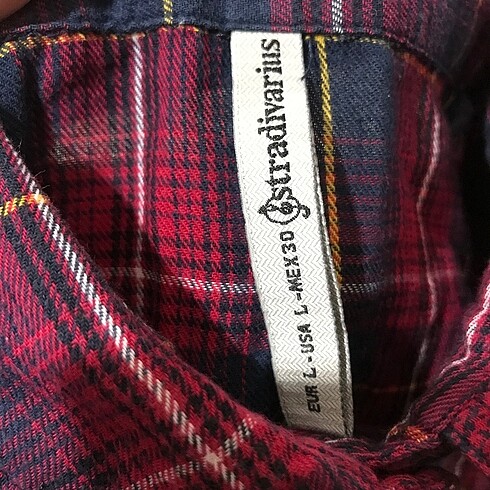 stradivarius
EUR L - USA L - MEX 30